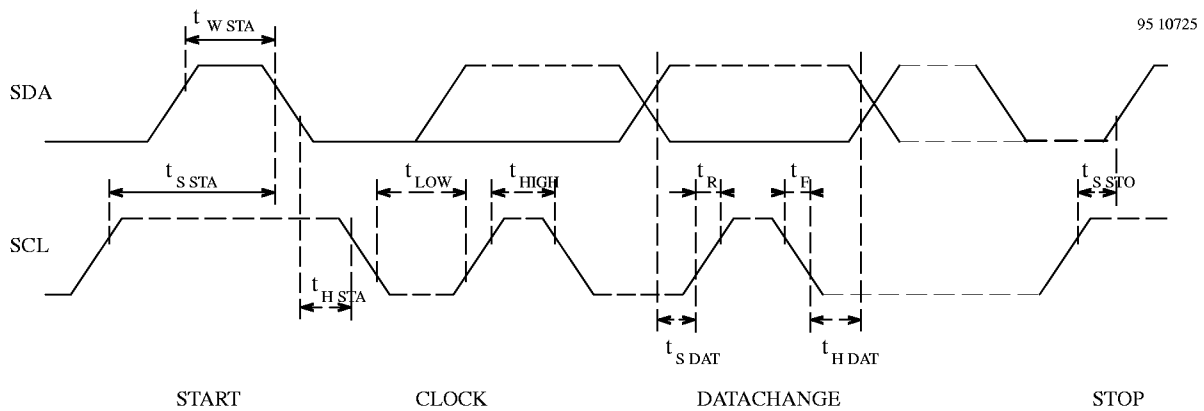 t W STA
95 10725
SDA
t S STA
t LOW
t HIGH
t R
t F
t S STO
SCL
t H STA
t S DAT
t H DAT
START CLOCK DATACHANGE STOP